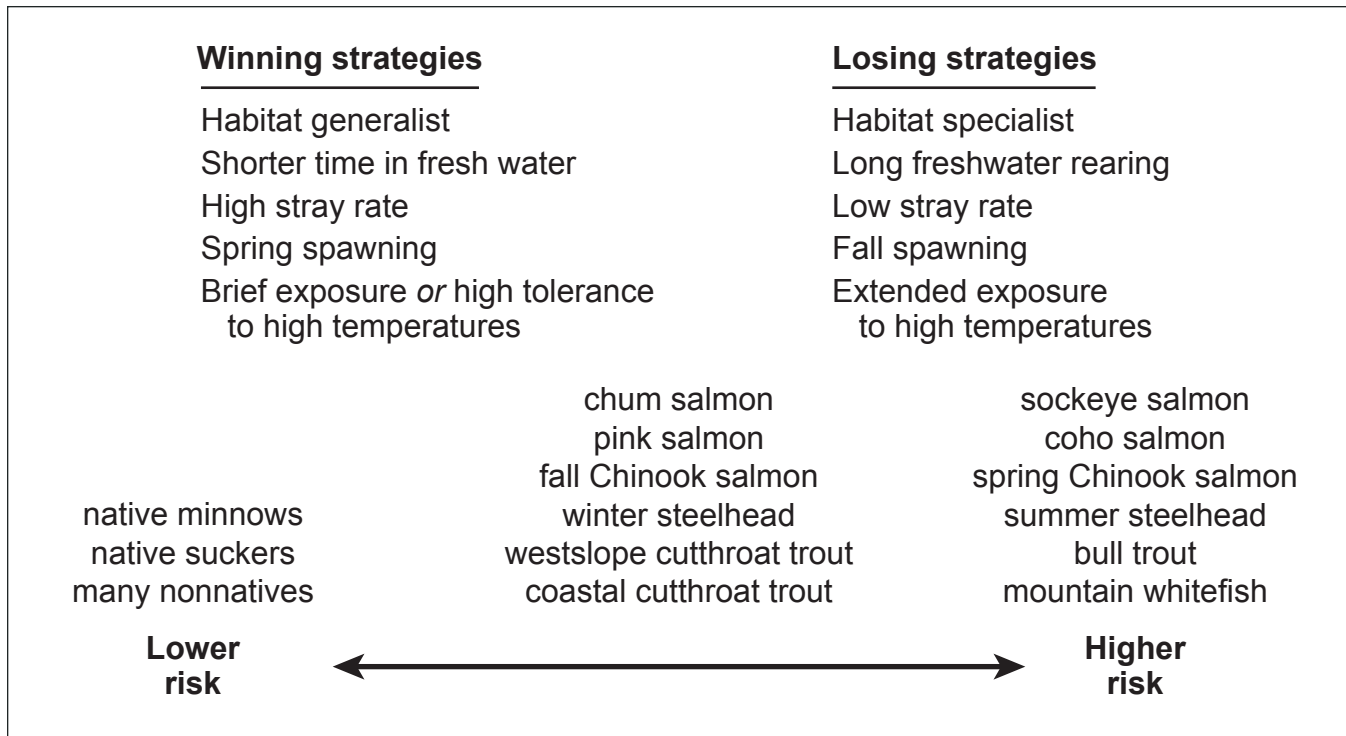 Winning strategies
Habitat generalist
Shorter time in fresh water
High stray rate
Spring spawning
Brief exposure or high tolerance
to high temperatures
Losing strategies
Habitat specialist
Long freshwater rearing
Low stray rate
Fall spawning
Extended exposure
to high temperatures
native minnows
native suckers
many nonnatives
chum salmon
pink salmon
fall Chinook salmon
winter steelhead
westslope cutthroat trout
coastal cutthroat trout
sockeye salmon
coho salmon
spring Chinook salmon
summer steelhead
bull trout
mountain whitefish
Lower
risk
Higher
risk